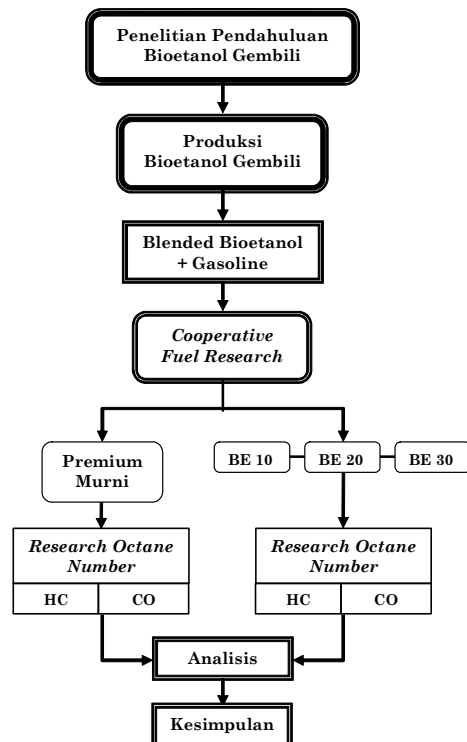 Penelitian Pendahuluan
Bioetanol Gembili
Produksi
Bioetanol Gembili
Blended Bioetanol
+ Gasoline
Cooperative
Fuel Research
Premium
Murni
BE 10
BE 20
BE 30
Research Octane
Number
HC
CO
Research Octane
Number
HC
CO
Analisis
Kesimpulan